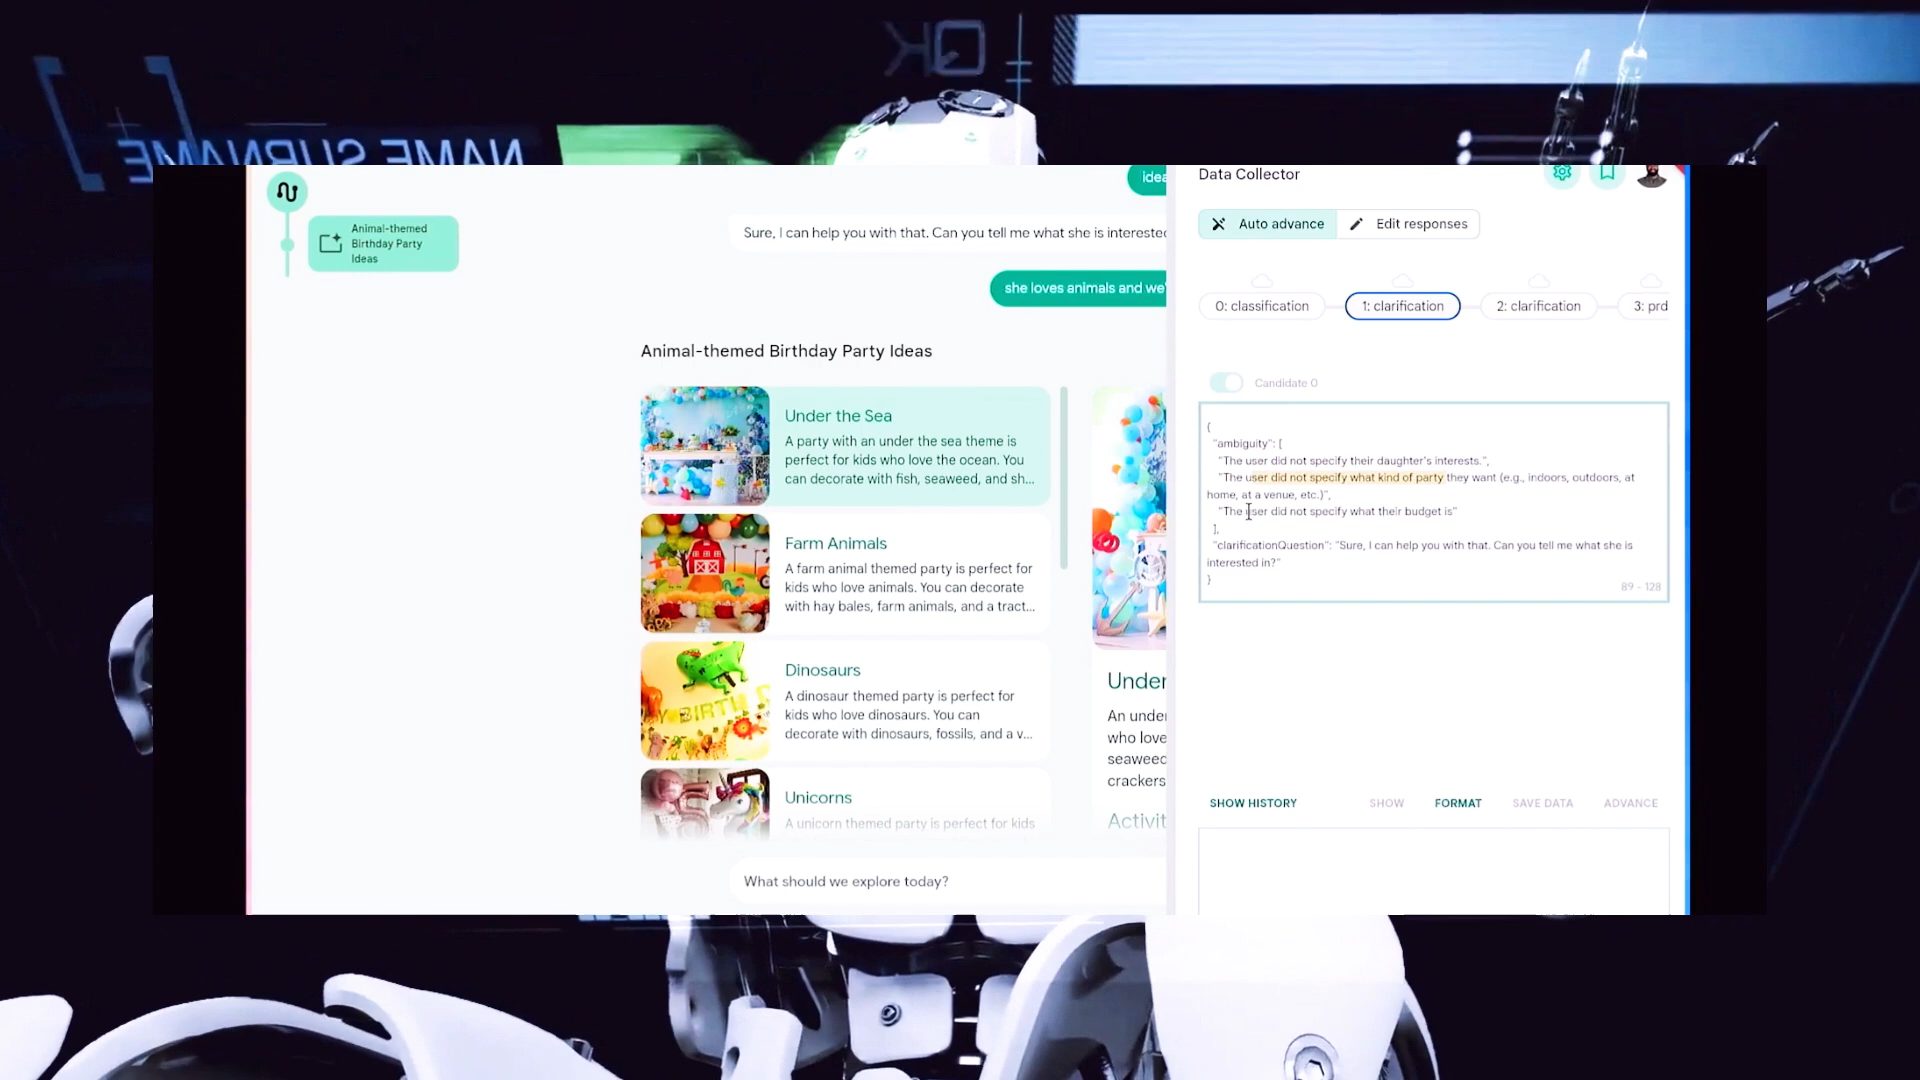 OK
NAME SURNAME
Animal-themed
Birthday Party
Ideas
idea
Sure, I can help you with that. Can you tell me what she is interested
she loves animals and we'
Animal-themed Birthday Party Ideas
Under the Sea
A party with an under the sea theme is
perfect for kids who love the ocean. You
can decorate with fish, seaweed, and sh...
Farm Animals
A farm animal themed party is perfect for
kids who love animals. You can decorate
with hay bales, farm animals, and a tract...
Dinosaurs
A dinosaur themed party is perfect for
kids who love dinosaurs. You can
decorate with dinosaurs, fossils, and a v...
Unicorns
A unicorn themed party is perfect for kids
Under
An under
who love
seaweed
crackers
Activit
What should we explore today?
Data Collector
Auto advance
Edit responses
0: classification
1: clarification
2: clarification
3: prd
Candidate 0
{
"ambiguity": [
"The user did not specify their daughter's interests.",
"The user did not specify what kind of party they want (e.g., indoors, outdoors, at
home, at a venue, etc.)",
"The user did not specify what their budget is"
],
"clarificationQuestion": "Sure, I can help you with that. Can you tell me what she is
interested in?"
}
89 - 128
SHOW HISTORY
SHOW
FORMAT
SAVE DATA
ADVANCE